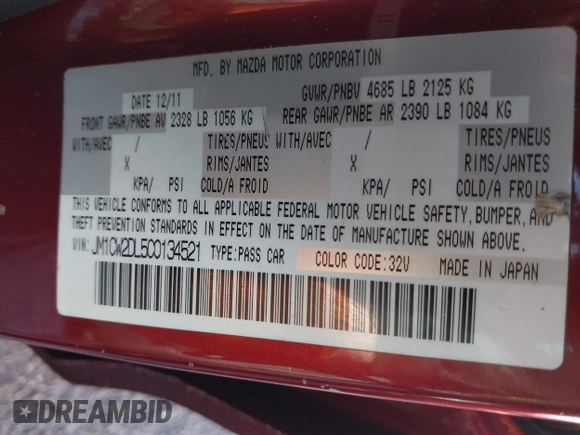 MFD. BY MAZDA MOTOR CORPORATION
DATE 12/11 GVWR/PNBV 4685 LB 2125 KG
FRONT GAWR/PNBE AV 2328 LB 1056 KG REAR GAWR/PNBE AR 2390 LB 1084 KG
WITH/AVEC / TIRES/PNEUS WITH/AVEC / TIRES/PNEUS
X RIMS/JANTES X RIMS/JANTES
KPA/ PSI COLD/A FROID KPA/ PSI COLD/A FROID
THIS VEHICLE CONFORMS TO ALL APPLICABLE FEDERAL MOTOR VEHICLE SAFETY, BUMPER, AND
THEFT PREVENTION STANDARDS IN EFFECT ON THE DATE OF MANUFACTURE SHOWN ABOVE.
VIN: JM1CW2DL5C0134521 TYPE:PASS CAR COLOR CODE:32V MADE IN JAPAN
DREAMBID